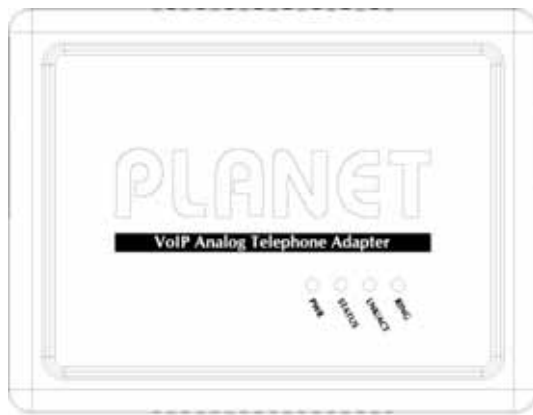 PLANET
VoIP Analog Telephone Adapter
PWR STATUS LNK/ACT RING